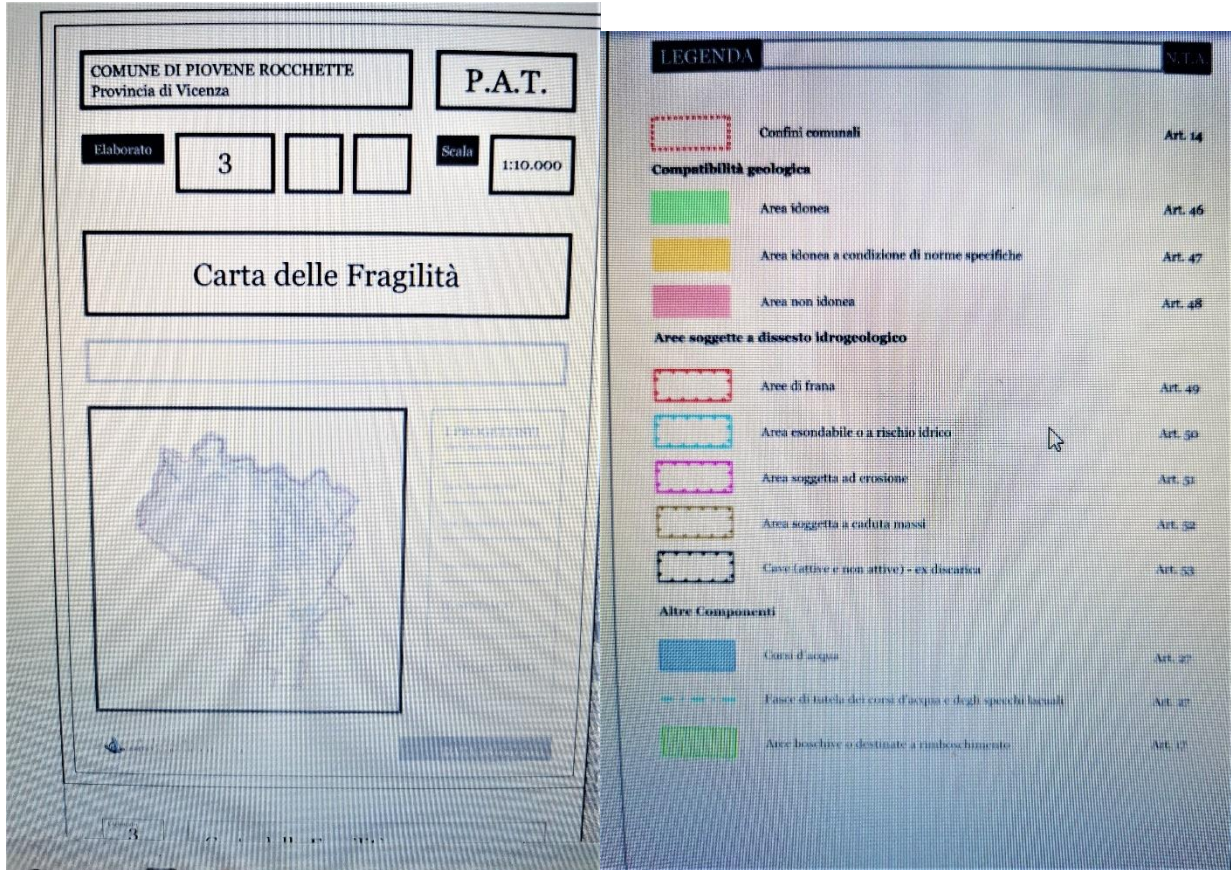 COMUNE DI PIOVENE ROCCHETTE
Provincia di Vicenza
P.A.T.
Elaborato
3
Scala
1:10.000
Carta delle Fragilità
I PROGETTISTI
3
LEGENDA
N.T.A.
Confini comunali Art. 14
Compatibilità geologica
Area idonea Art. 46
Area idonea a condizione di norme specifiche Art. 47
Area non idonea Art. 48
Aree soggette a dissesto idrogeologico
Aree di frana Art. 49
Area esondabile o a rischio idrico Art. 50
Area soggetta ad erosione Art. 51
Area soggetta a caduta massi Art. 52
Cave (attive e non attive) - ex discarica Art. 53
Altre Componenti
Corsi d'acqua Art. 27
Fasce di tutela dei corsi d'acqua e degli specchi lacuali Art. 27
Aree boschive o destinate a rimboschimento Art. 17